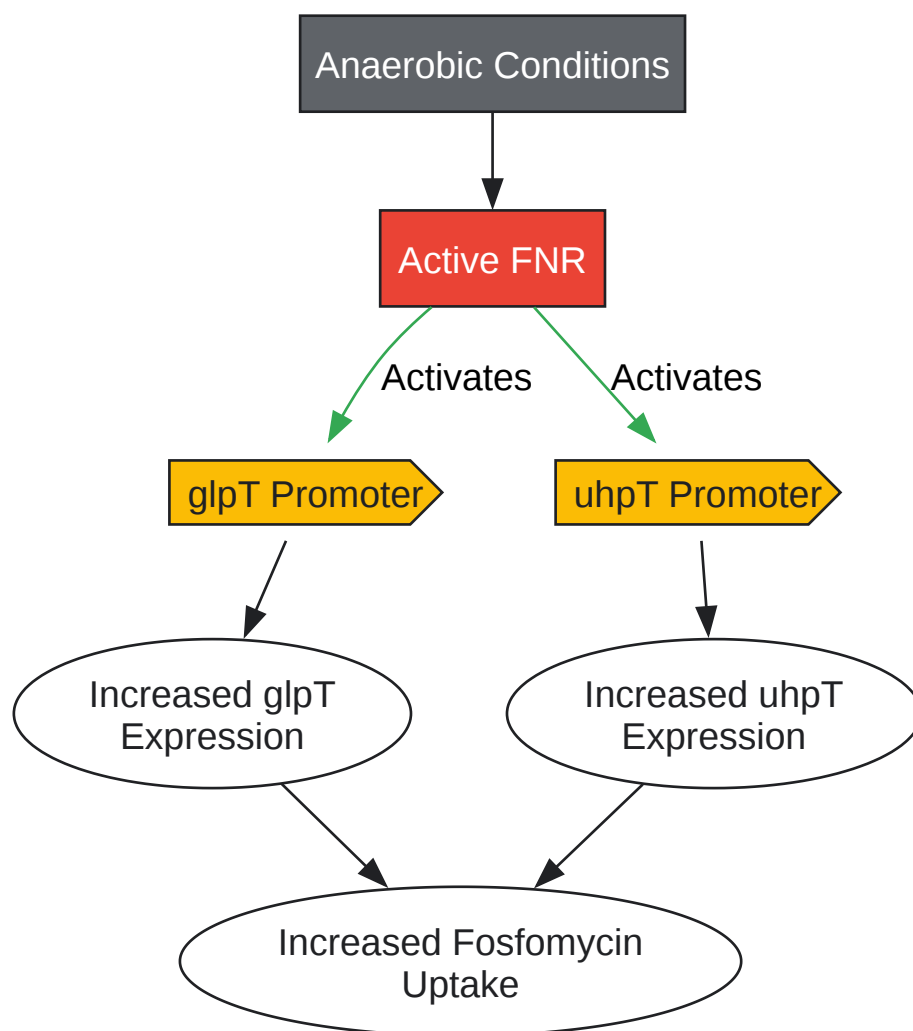 Anaerobic Conditions
Active FNR
Activates
Activates
glpT Promoter
uhpT Promoter
Increased glpT
Expression
Increased uhpT
Expression
Increased Fosfomycin
Uptake